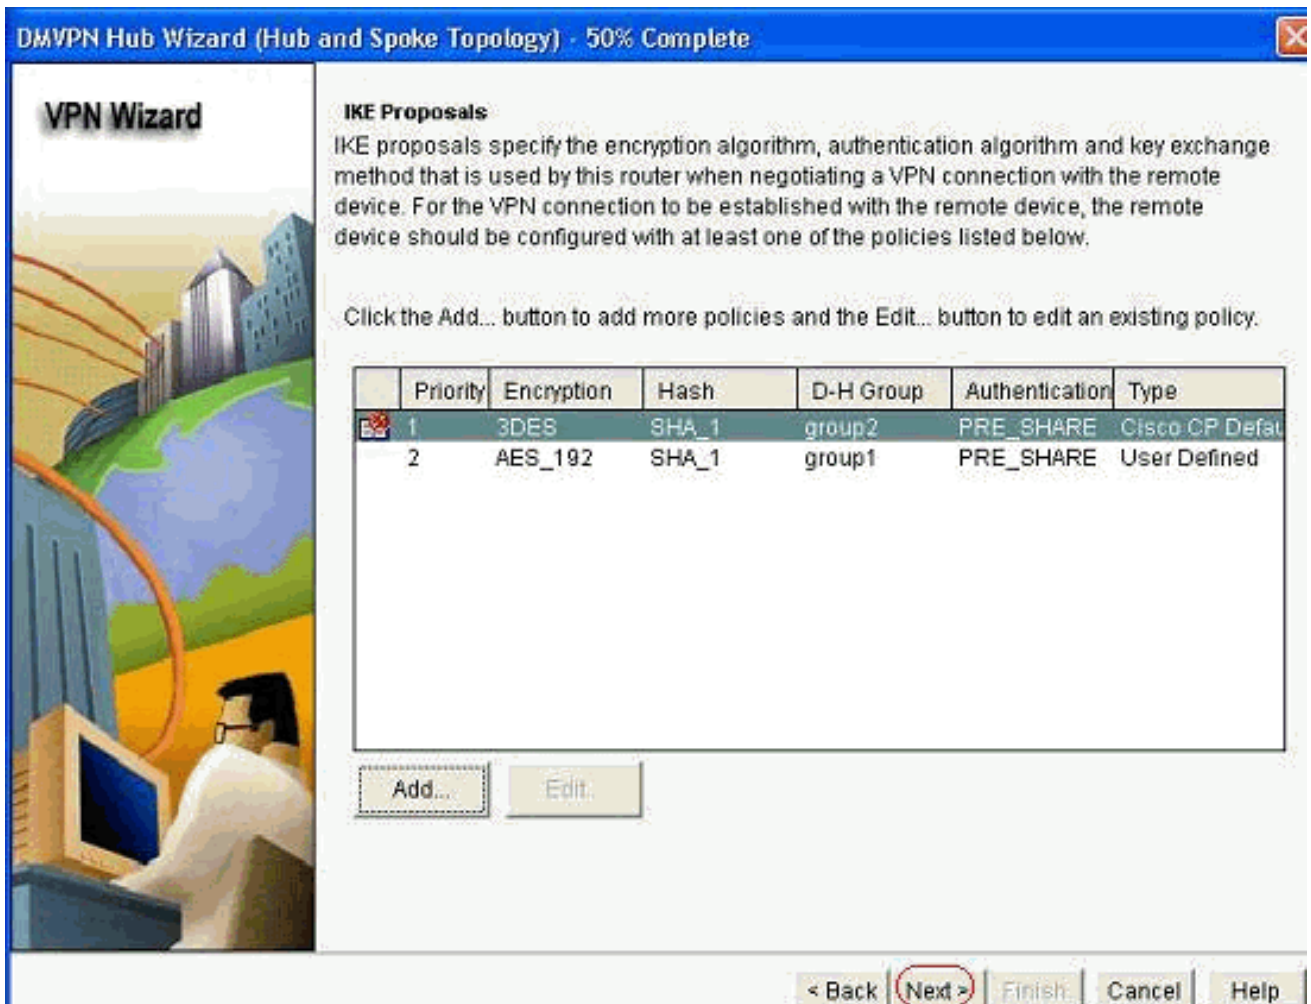 DMVPN Hub Wizard (Hub and Spoke Topology) - 50% Complete
VPN Wizard
IKE Proposals
IKE proposals specify the encryption algorithm, authentication algorithm and key exchange
method that is used by this router when negotiating a VPN connection with the remote
device. For the VPN connection to be established with the remote device, the remote
device should be configured with at least one of the policies listed below.
Click the Add... button to add more policies and the Edit... button to edit an existing policy.
Priority Encryption Hash D-H Group Authentication Type
1 3DES SHA_1 group2 PRE_SHARE Cisco CP Defau
2 AES_192 SHA_1 group1 PRE_SHARE User Defined
Add... Edit...
< Back Next > Finish Cancel Help